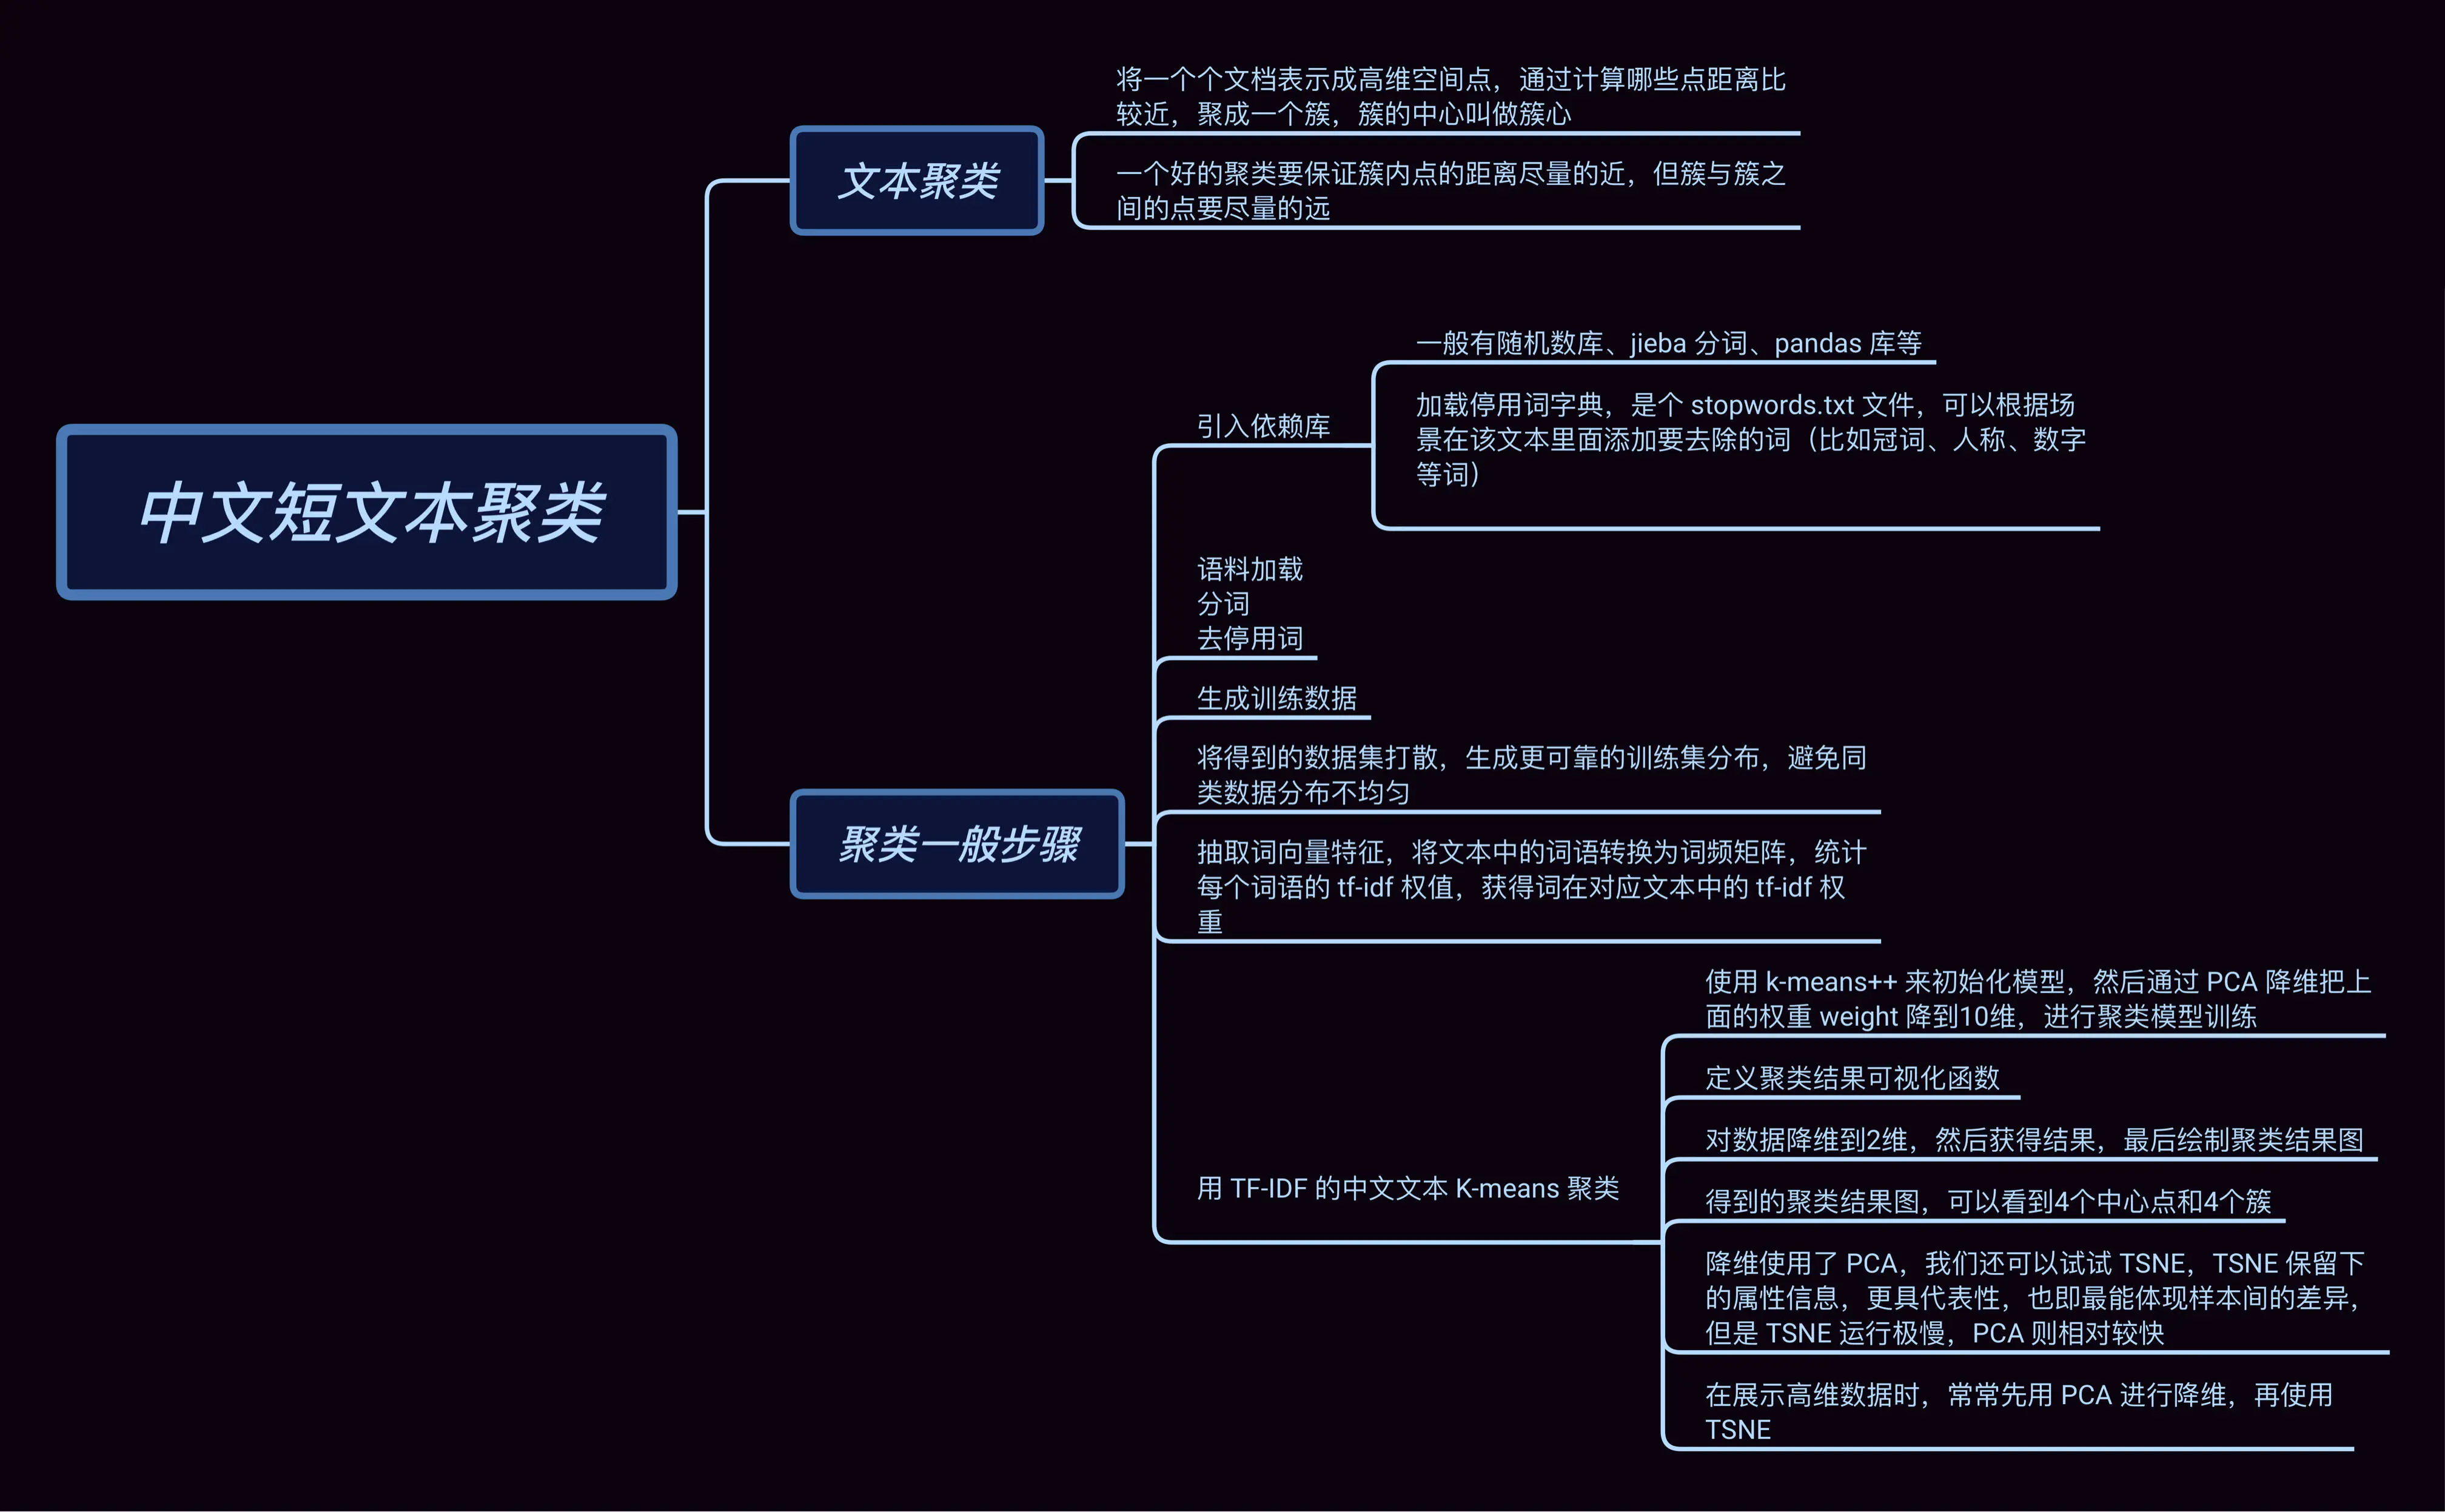 中文短文本聚类
文本聚类
将一个个文档表示成高维空间点，通过计算哪些点距离比
较近，聚成一个簇，簇的中心叫做簇心
一个好的聚类要保证簇内点的距离尽量的近，但簇与簇之
间的点要尽量的远
聚类一般步骤
引入依赖库
一般有随机数库、jieba 分词、pandas 库等
加载停用词字典，是个 stopwords.txt 文件，可以根据场
景在该文本里面添加要去除的词（比如冠词、人称、数字
等词）
语料加载
分词
去停用词
生成训练数据
将得到的数据集打散，生成更可靠的训练集分布，避免同
类数据分布不均匀
抽取词向量特征，将文本中的词语转换为词频矩阵，统计
每个词语的 tf-idf 权值，获得词在对应文本中的 tf-idf 权
重
用 TF-IDF 的中文文本 K-means 聚类
使用 k-means++ 来初始化模型，然后通过 PCA 降维把上
面的权重 weight 降到10维，进行聚类模型训练
定义聚类结果可视化函数
对数据降维到2维，然后获得结果，最后绘制聚类结果图
得到的聚类结果图，可以看到4个中心点和4个簇
降维使用了 PCA，我们还可以试试 TSNE，TSNE 保留下
的属性信息，更具代表性，也即最能体现样本间的差异，
但是 TSNE 运行极慢，PCA 则相对较快
在展示高维数据时，常常先用 PCA 进行降维，再使用
TSNE